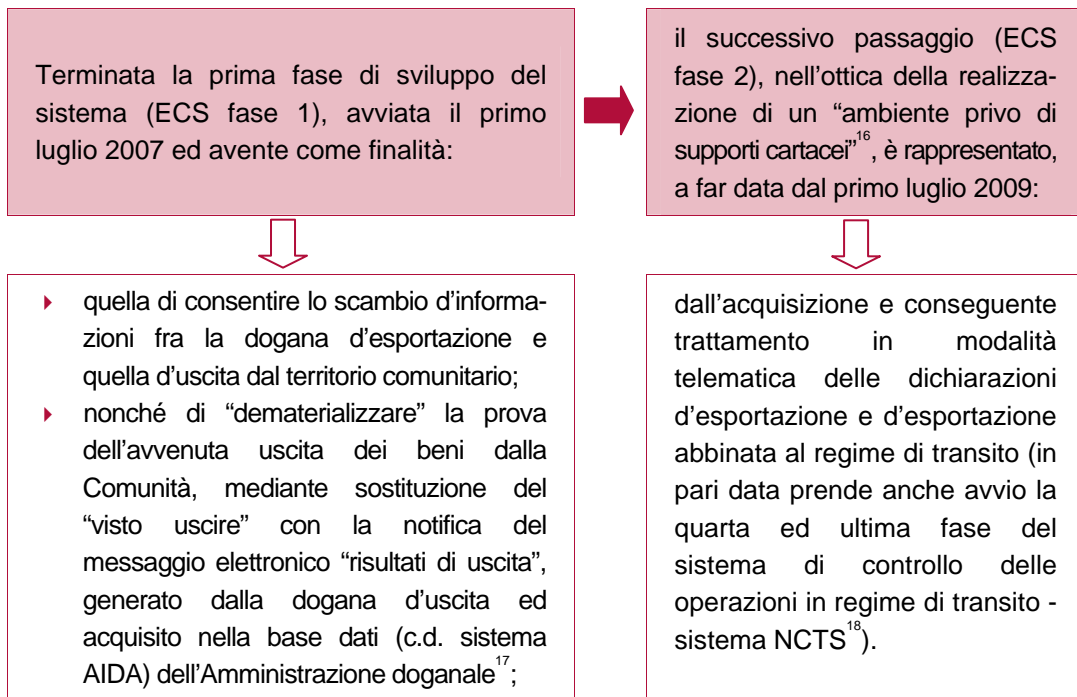 Terminata la prima fase di sviluppo del
sistema (ECS fase 1), avviata il primo
luglio 2007 ed avente come finalità:
il successivo passaggio (ECS
fase 2), nell’ottica della realizza-
zione di un “ambiente privo di
supporti cartacei”16, è rappresentato,
a far data dal primo luglio 2009:
quella di consentire lo scambio d’informa-
zioni fra la dogana d’esportazione e
quella d’uscita dal territorio comunitario;
nonché di “dematerializzare” la prova
dell’avvenuta uscita dei beni dalla
Comunità, mediante sostituzione del
“visto uscire” con la notifica del
messaggio elettronico “risultati di uscita”,
generato dalla dogana d’uscita ed
acquisito nella base dati (c.d. sistema
AIDA) dell’Amministrazione doganale17;
dall’acquisizione e conseguente
trattamento in modalità
telematica delle dichiarazioni
d’esportazione e d’esportazione
abbinata al regime di transito (in
pari data prende anche avvio la
quarta ed ultima fase del
sistema di controllo delle
operazioni in regime di transito -
sistema NCTS18).